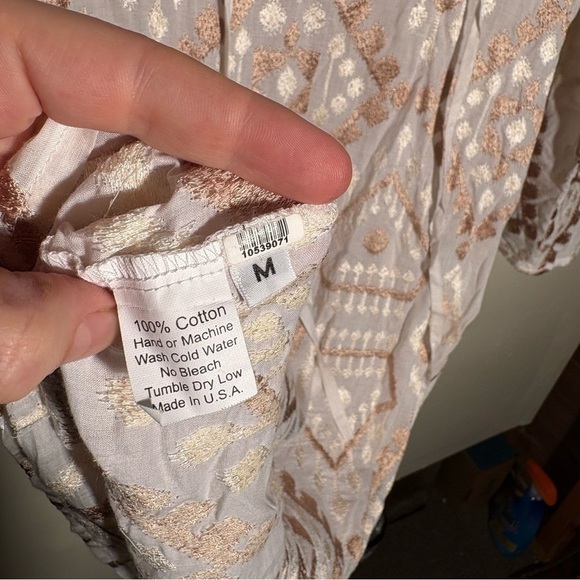 10539071
M
100% Cotton
Hand or Machine
Wash Cold Water
No Bleach
Tumble Dry Low
Made In U.S.A.